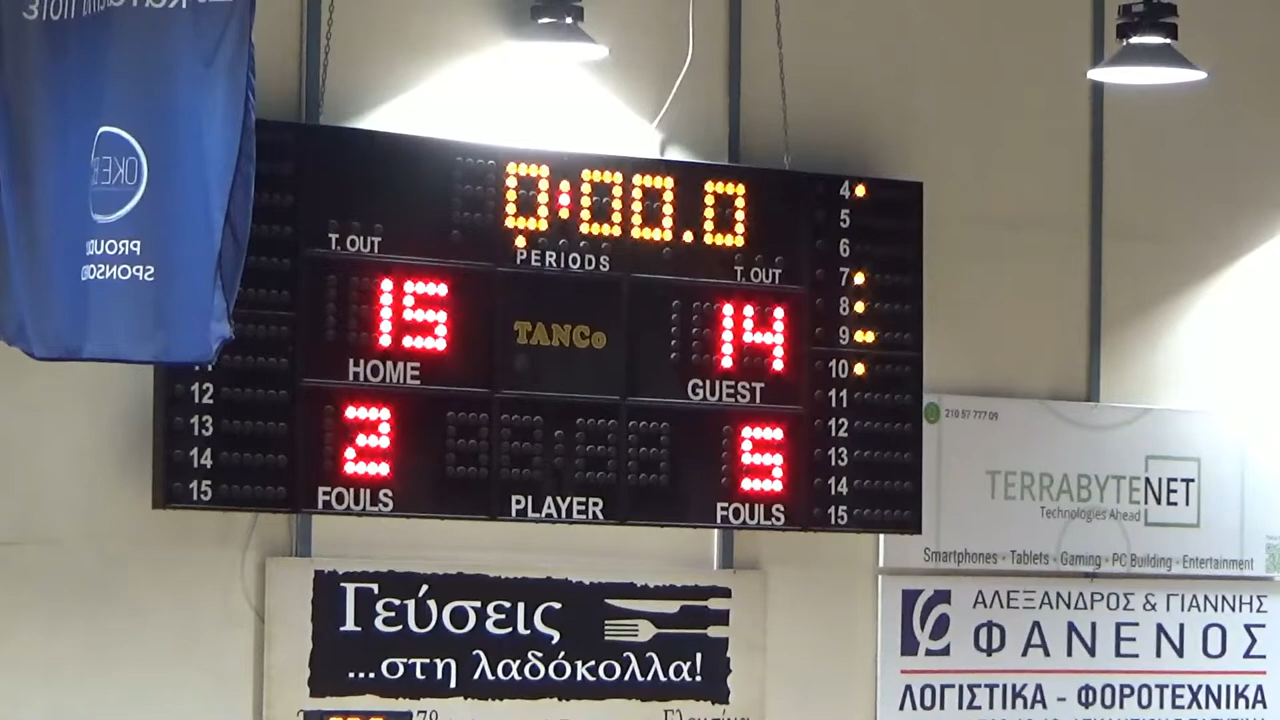 0:00.0
T. OUT
PERIODS
T. OUT
15
HOME
TANCo
14
GUEST
2
FOULS
PLAYER
5
FOULS
12
13
14
15
4
5
6
7
8
9
10
11
12
13
14
15
210 57 777 09
TERRABYTENET
Technologies Ahead
Smartphones · Tablets · Gaming · PC Building · Entertainment
Γεύσεις
...στη λαδόκολλα!
ΑΛΕΞΑΝΔΡΟΣ & ΓΙΑΝΝΗΣ
ΦΑΝΕΝΟΣ
ΛΟΓΙΣΤΙΚΑ - ΦΟΡΟΤΕΧΝΙΚΑ